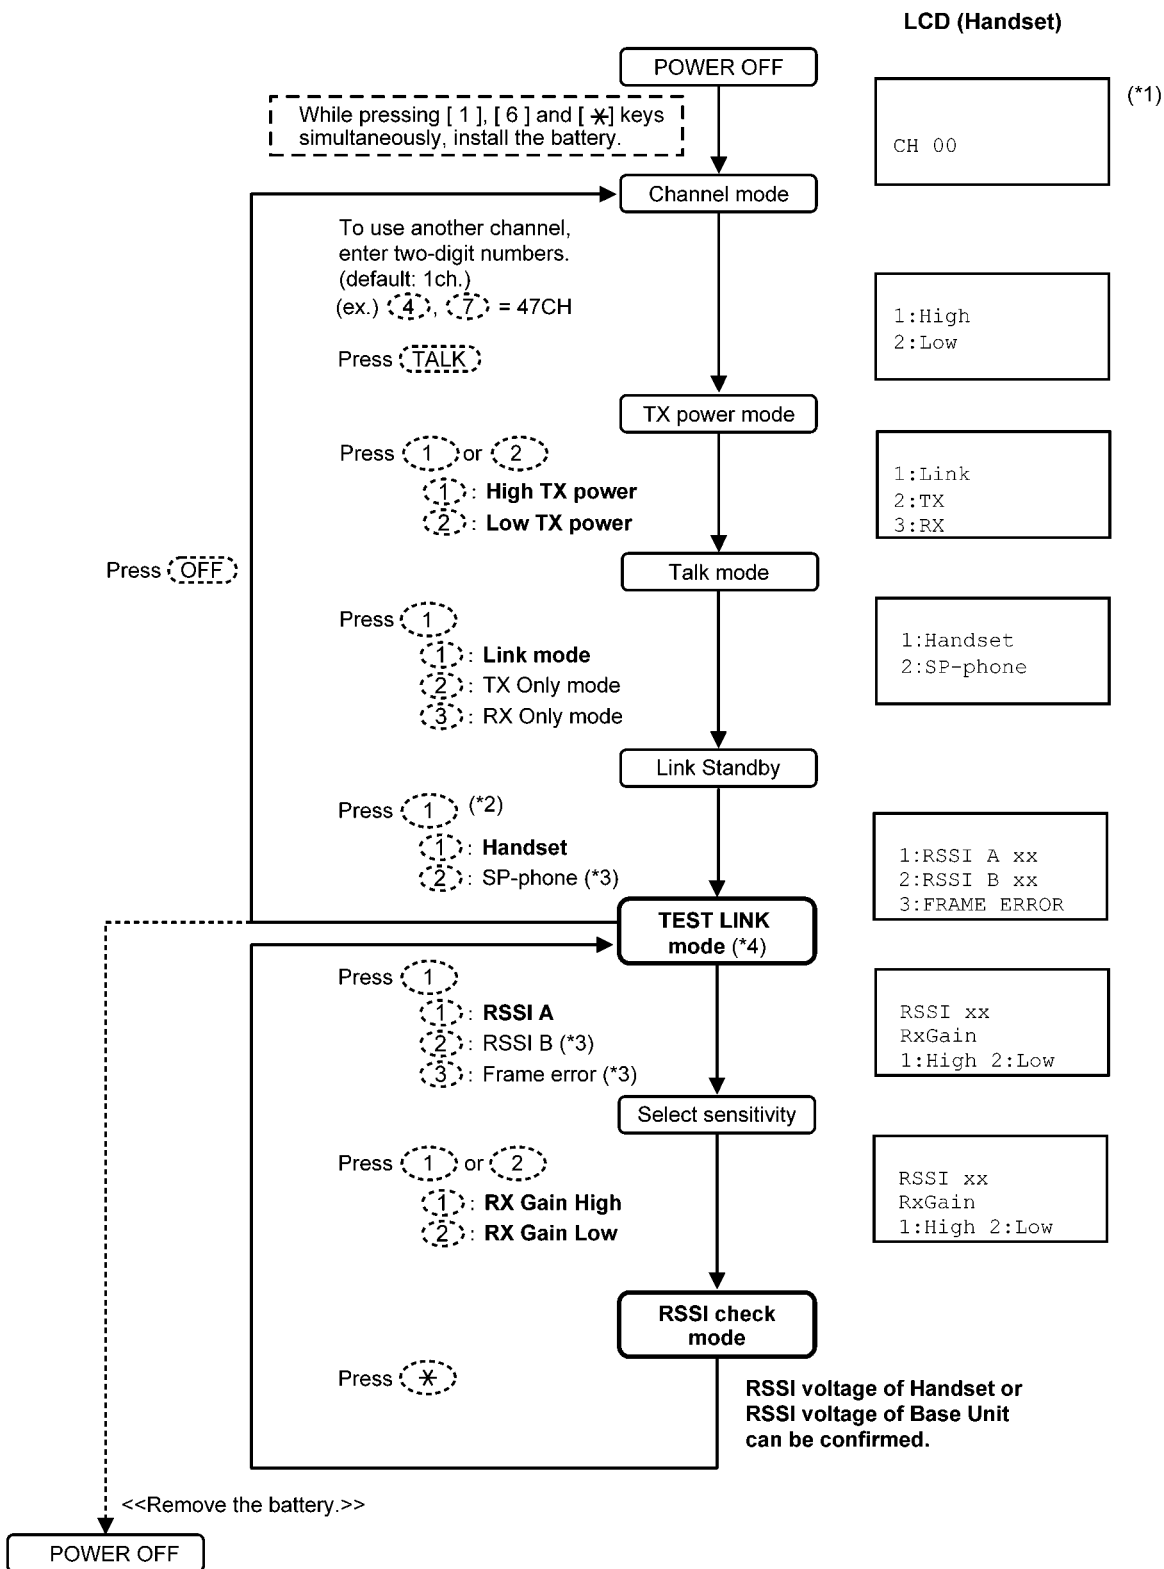 LCD (Handset)
POWER OFF
(*1)
While pressing [ 1 ], [ 6 ] and [ * ] keys
simultaneously, install the battery.
CH 00
Channel mode
To use another channel,
enter two-digit numbers.
(default: 1ch.)
(ex.) 4 , 7 = 47CH
1:High
2:Low
Press TALK
TX power mode
Press 1 or 2
1 : High TX power
2 : Low TX power
1:Link
2:TX
3:RX
Press OFF
Talk mode
Press 1
1 : Link mode
2 : TX Only mode
3 : RX Only mode
1:Handset
2:SP-phone
Link Standby
Press 1 (*2)
1 : Handset
2 : SP-phone (*3)
1:RSSI A xx
2:RSSI B xx
3:FRAME ERROR
TEST LINK
mode (*4)
Press 1
1 : RSSI A
2 : RSSI B (*3)
3 : Frame error (*3)
RSSI xx
RxGain
1:High 2:Low
Select sensitivity
Press 1 or 2
1 : RX Gain High
2 : RX Gain Low
RSSI xx
RxGain
1:High 2:Low
RSSI check
mode
Press *
RSSI voltage of Handset or
RSSI voltage of Base Unit
can be confirmed.
<<Remove the battery.>>
POWER OFF